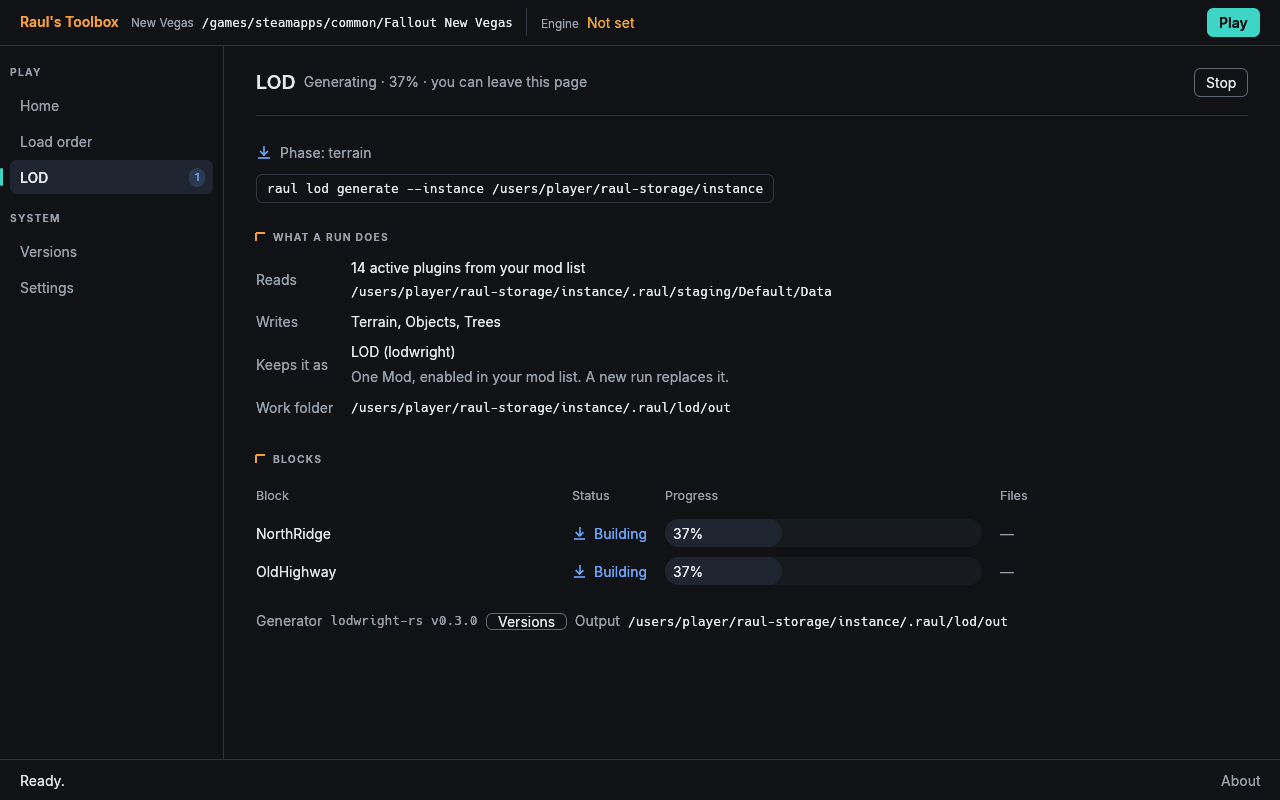 Raul's Toolbox New Vegas /games/steamapps/common/Fallout New Vegas Engine Not set Play
PLAY
Home
Load order
LOD 1
SYSTEM
Versions
Settings
LOD Generating · 37% · you can leave this page Stop
Phase: terrain
raul lod generate --instance /users/player/raul-storage/instance
WHAT A RUN DOES
Reads 14 active plugins from your mod list
/users/player/raul-storage/instance/.raul/staging/Default/Data
Writes Terrain, Objects, Trees
Keeps it as LOD (lodwright)
One Mod, enabled in your mod list. A new run replaces it.
Work folder /users/player/raul-storage/instance/.raul/lod/out
BLOCKS
Block Status Progress Files
NorthRidge Building 37% —
OldHighway Building 37% —
Generator lodwright-rs v0.3.0 Versions Output /users/player/raul-storage/instance/.raul/lod/out
Ready. About